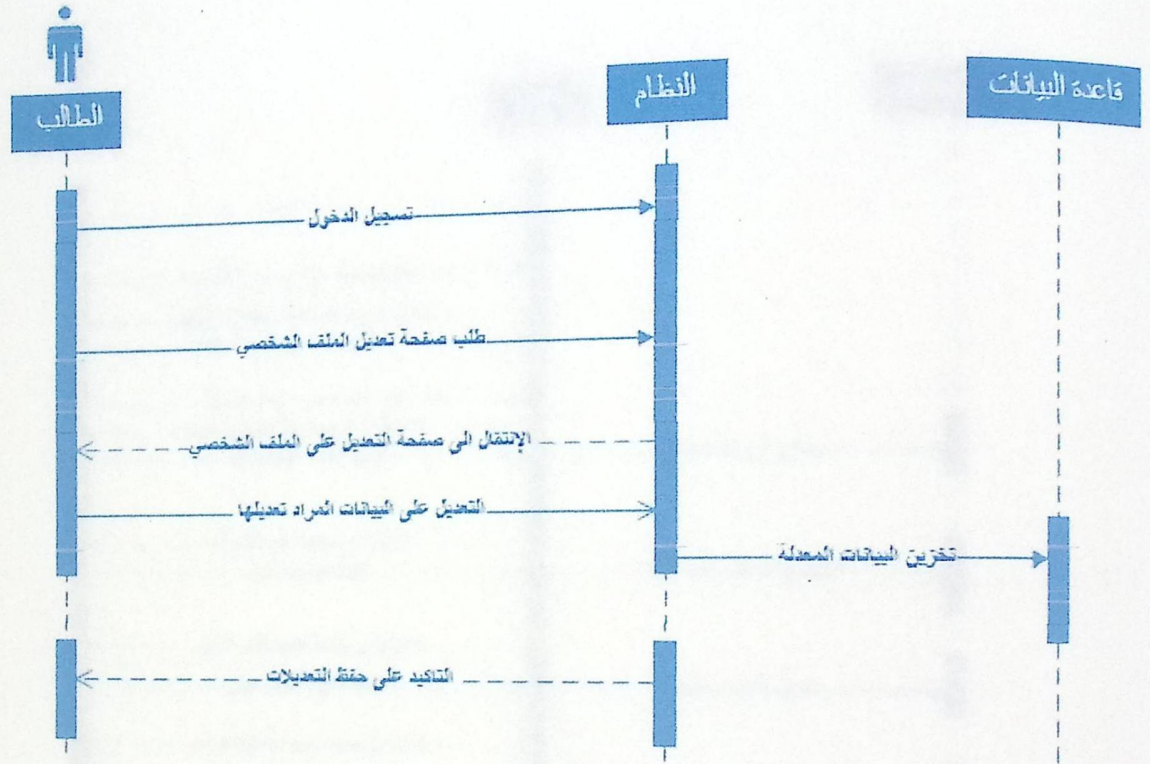 الطالب
النظام
قاعدة البيانات
تسجيل الدخول
طلب صفحة تعديل الملف الشخصي
الإنتقال الى صفحة التعديل على الملف الشخصي
التعديل على البيانات المراد تعديلها
تخزين البيانات المعدلة
التاكيد على حفظ التعديلات